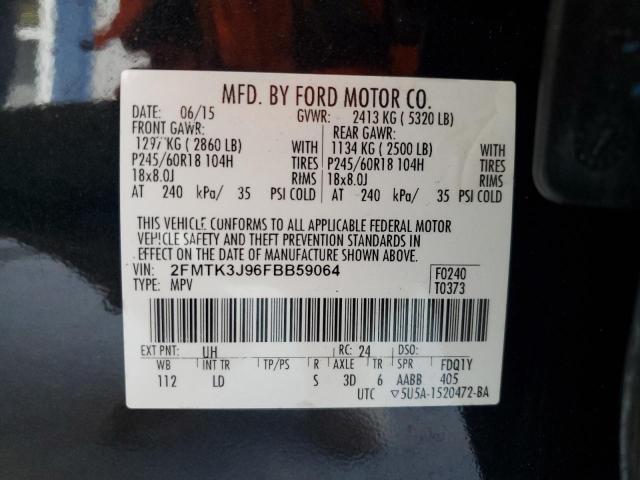 MFD. BY FORD MOTOR CO.
DATE: 06/15 GVWR: 2413 KG ( 5320 LB)
FRONT GAWR: REAR GAWR:
1297 KG ( 2860 LB) WITH 1134 KG ( 2500 LB) WITH
P245/60R18 104H TIRES P245/60R18 104H TIRES
18x8.0J RIMS 18x8.0J RIMS
AT 240 kPa/ 35 PSI COLD AT 240 kPa/ 35 PSI COLD
THIS VEHICLE CONFORMS TO ALL APPLICABLE FEDERAL MOTOR
VEHICLE SAFETY AND THEFT PREVENTION STANDARDS IN
EFFECT ON THE DATE OF MANUFACTURE SHOWN ABOVE.
VIN: 2FMTK3J96FBB59064 F0240
TYPE: MPV T0373
EXT PNT: UH RC: 24 DSO:
WB INT TR TP/PS R AXLE TR SPR FDQ1Y
112 LD S 3D 6 AABB 405
UTC ▽5U5A-1520472-BA